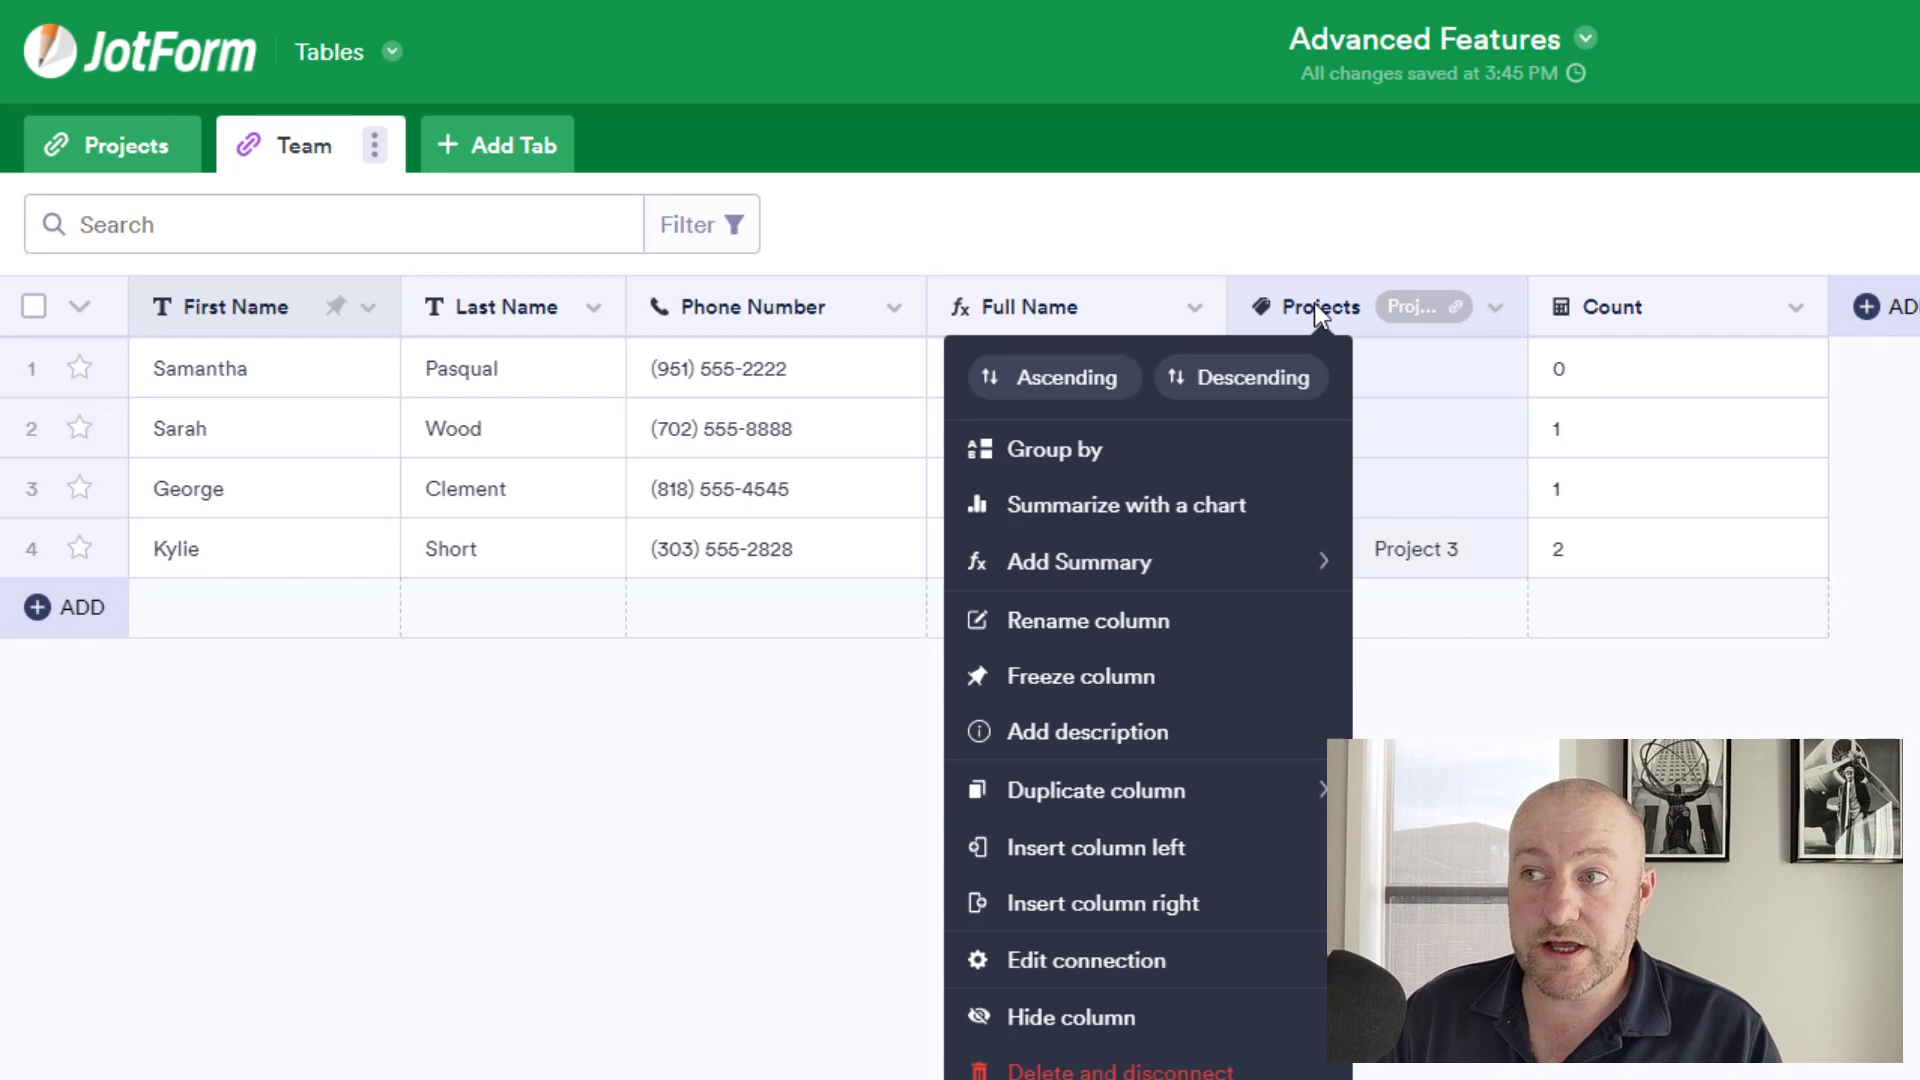 JotForm
Tables
Advanced Features
All changes saved at 3:45 PM
Projects
Team
+ Add Tab
Search
Filter
First Name
Last Name
Phone Number
Full Name
Projects
Proj...
Count
1
Samantha
Pasqual
(951) 555-2222
0
2
Sarah
Wood
(702) 555-8888
1
3
George
Clement
(818) 555-4545
1
4
Kylie
Short
(303) 555-2828
Project 3
2
ADD
Ascending
Descending
Group by
Summarize with a chart
Add Summary
Rename column
Freeze column
Add description
Duplicate column
Insert column left
Insert column right
Edit connection
Hide column
Delete and disconnect